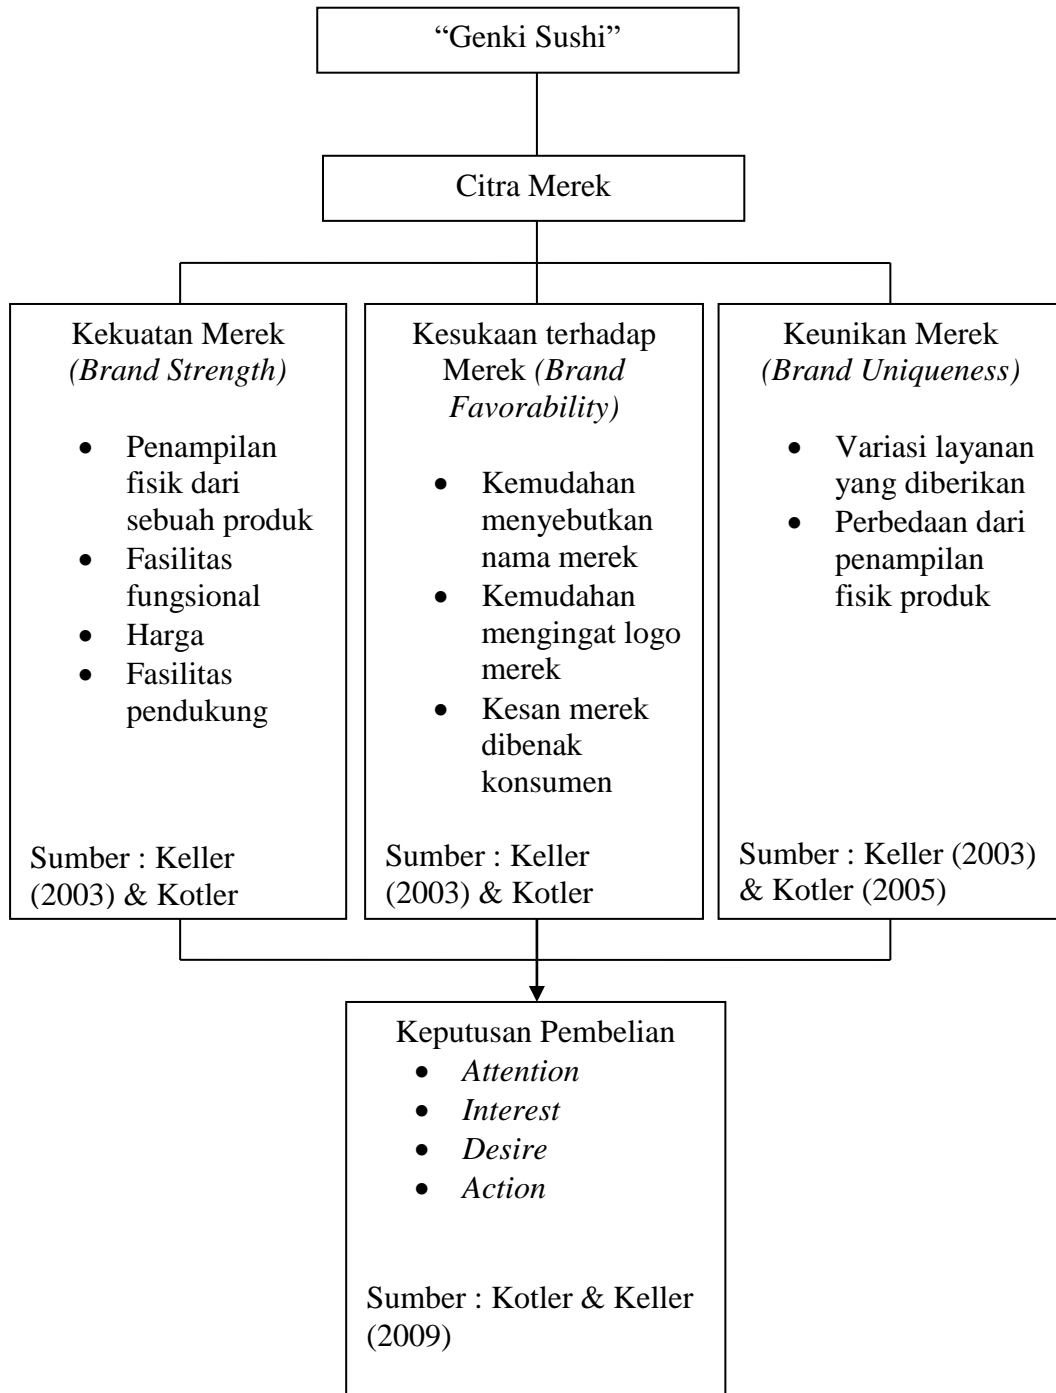 “Genki Sushi”
Citra Merek
Kekuatan Merek
(Brand Strength)
• Penampilan
fisik dari
sebuah produk
• Fasilitas
fungsional
• Harga
• Fasilitas
pendukung
Sumber : Keller
(2003) & Kotler
Kesukaan terhadap
Merek (Brand
Favorability)
• Kemudahan
menyebutkan
nama merek
• Kemudahan
mengingat logo
merek
• Kesan merek
dibenak
konsumen
Sumber : Keller
(2003) & Kotler
Keunikan Merek
(Brand Uniqueness)
• Variasi layanan
yang diberikan
• Perbedaan dari
penampilan
fisik produk
Sumber : Keller (2003)
& Kotler (2005)
Keputusan Pembelian
• Attention
• Interest
• Desire
• Action
Sumber : Kotler & Keller
(2009)